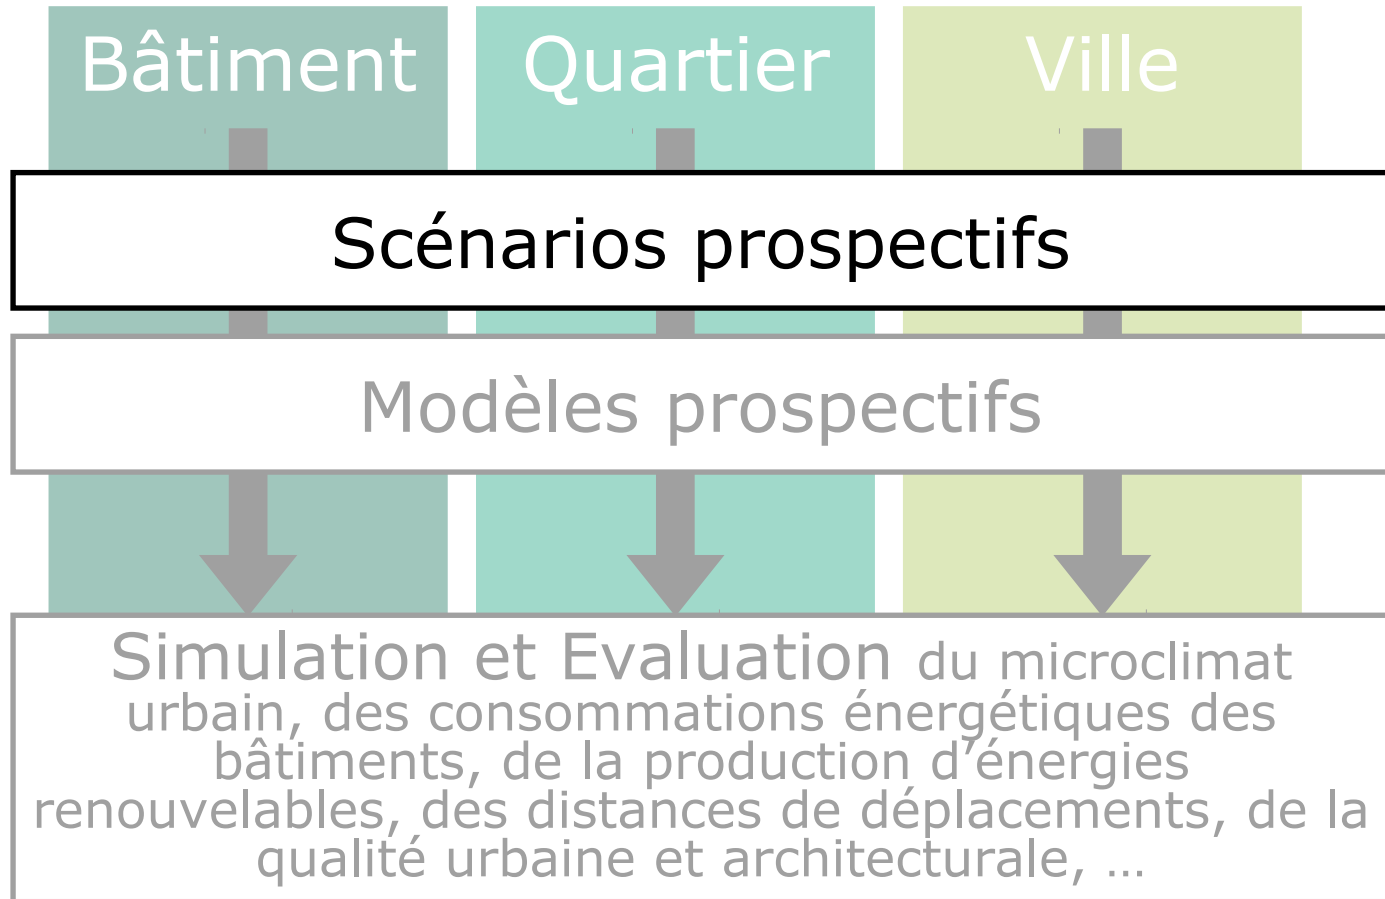 Bâtiment
Quartier
Ville
Scénarios prospectifs
Modèles prospectifs
Simulation et Evaluation du microclimat
urbain, des consommations énergétiques des
bâtiments, de la production d’énergies
renouvelables, des distances de déplacements, de la
qualité urbaine et architecturale, …